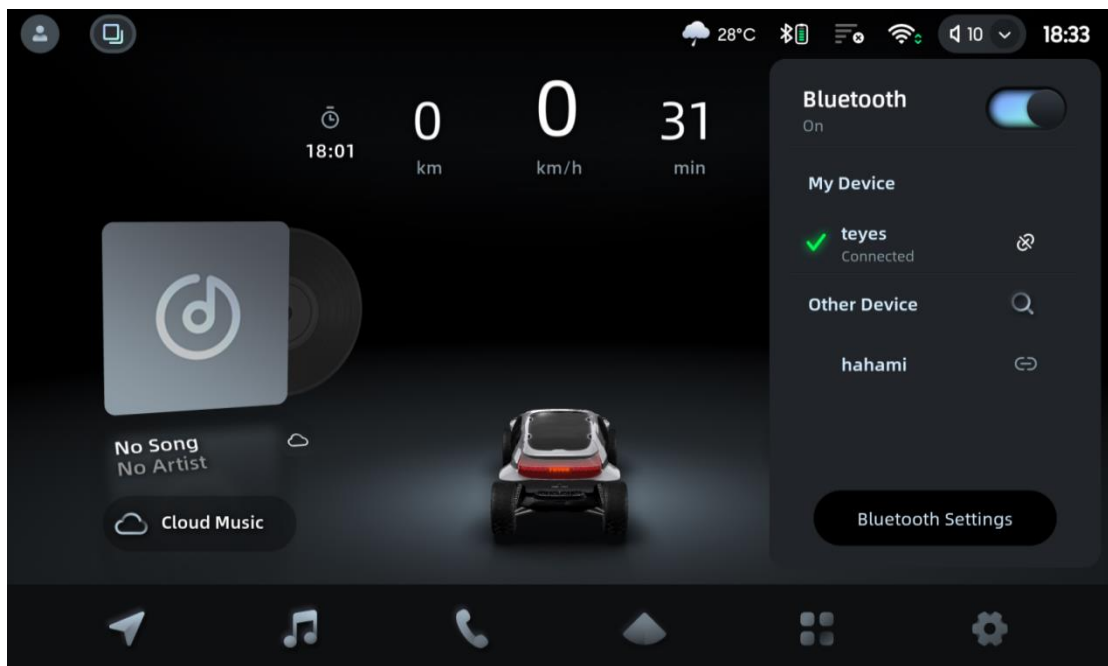 28°C
10
18:33
18:01
0
km
0
km/h
31
min
No Song
No Artist
Cloud Music
Bluetooth
On
My Device
teyes
Connected
Other Device
hahami
Bluetooth Settings